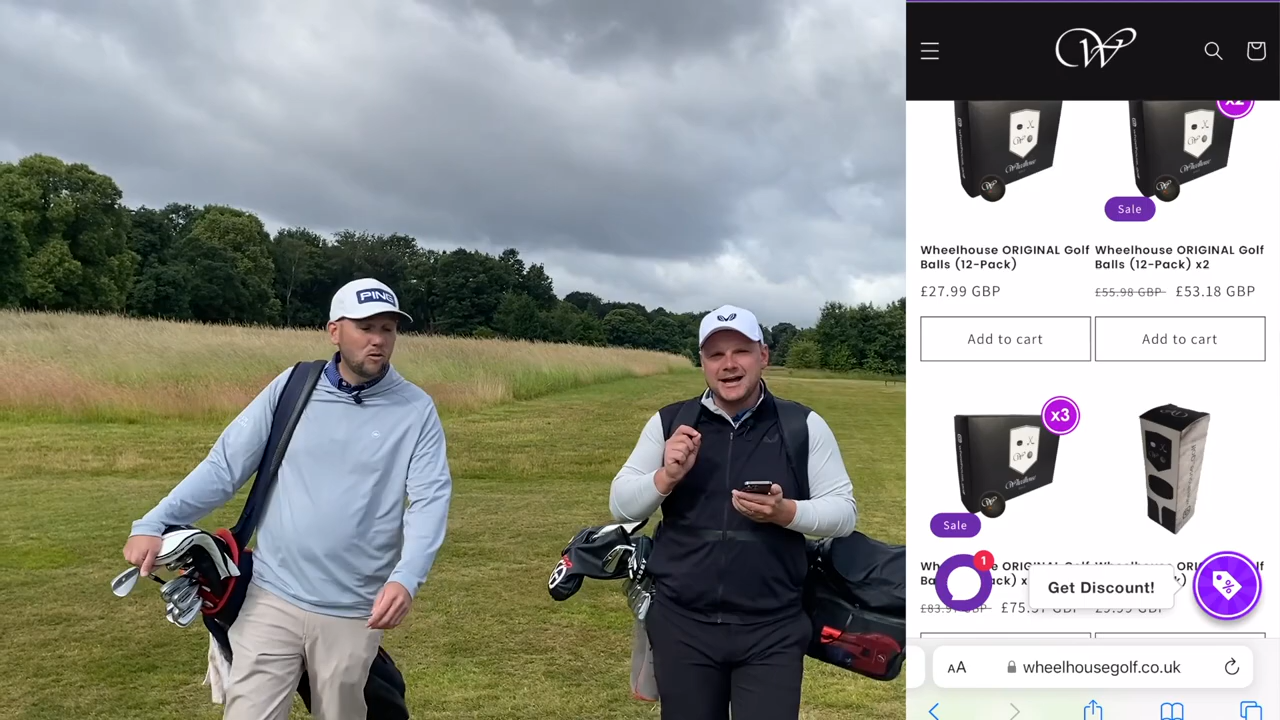 PING
W
x2
Sale
Wheelhouse ORIGINAL Golf
Balls (12-Pack)
£27.99 GBP
Add to cart
Wheelhouse ORIGINAL Golf
Balls (12-Pack) x2
£55.98 GBP £53.18 GBP
Add to cart
x3
Sale
ORIGINAL Golf
1
Get Discount!
AA
wheelhousegolf.co.uk